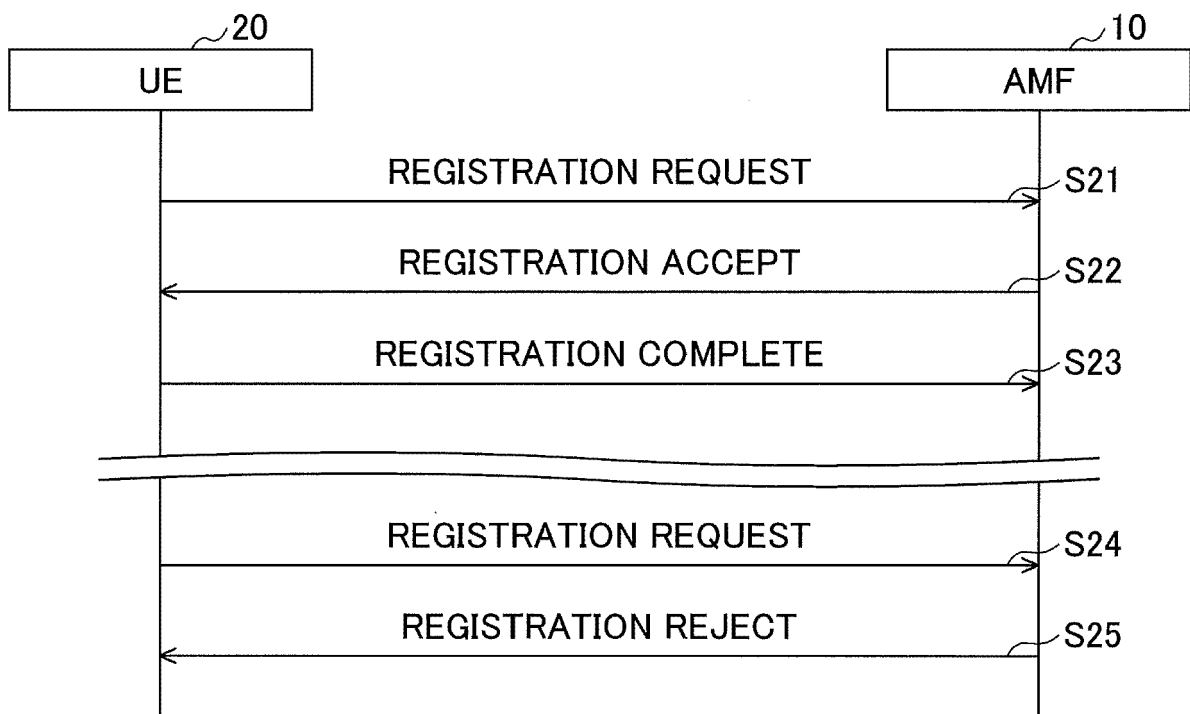 20
10
UE
AMF
REGISTRATION REQUEST
S21
REGISTRATION ACCEPT
S22
REGISTRATION COMPLETE
S23
REGISTRATION REQUEST
S24
REGISTRATION REJECT
S25